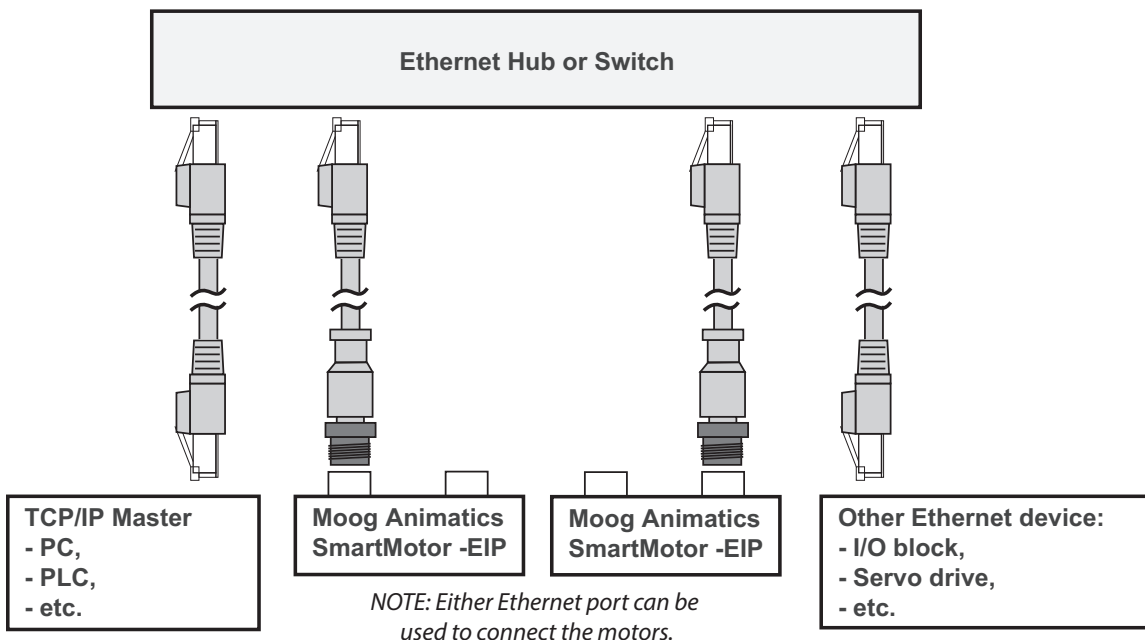 Ethernet Hub or Switch
TCP/IP Master
- PC,
- PLC,
- etc.
Moog Animatics
SmartMotor -EIP
Moog Animatics
SmartMotor -EIP
Other Ethernet device:
- I/O block,
- Servo drive,
- etc.
NOTE: Either Ethernet port can be
used to connect the motors.